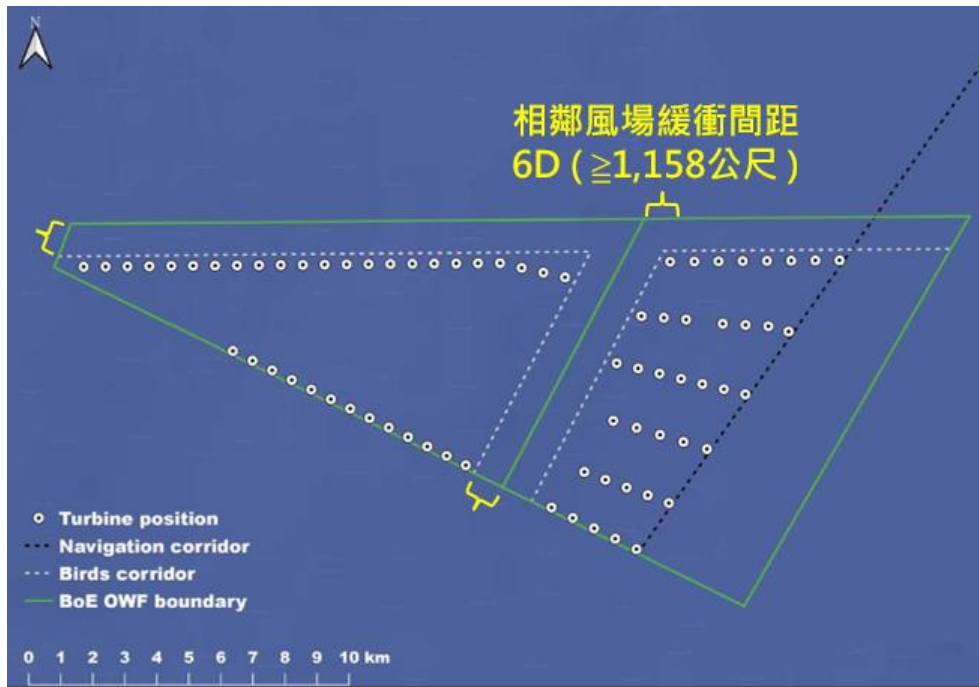 N
相鄰風場緩衝間距
6D ( ≧1,158公尺 )
Turbine position
Navigation corridor
Birds corridor
BoE OWF boundary
0 1 2 3 4 5 6 7 8 9 10 km